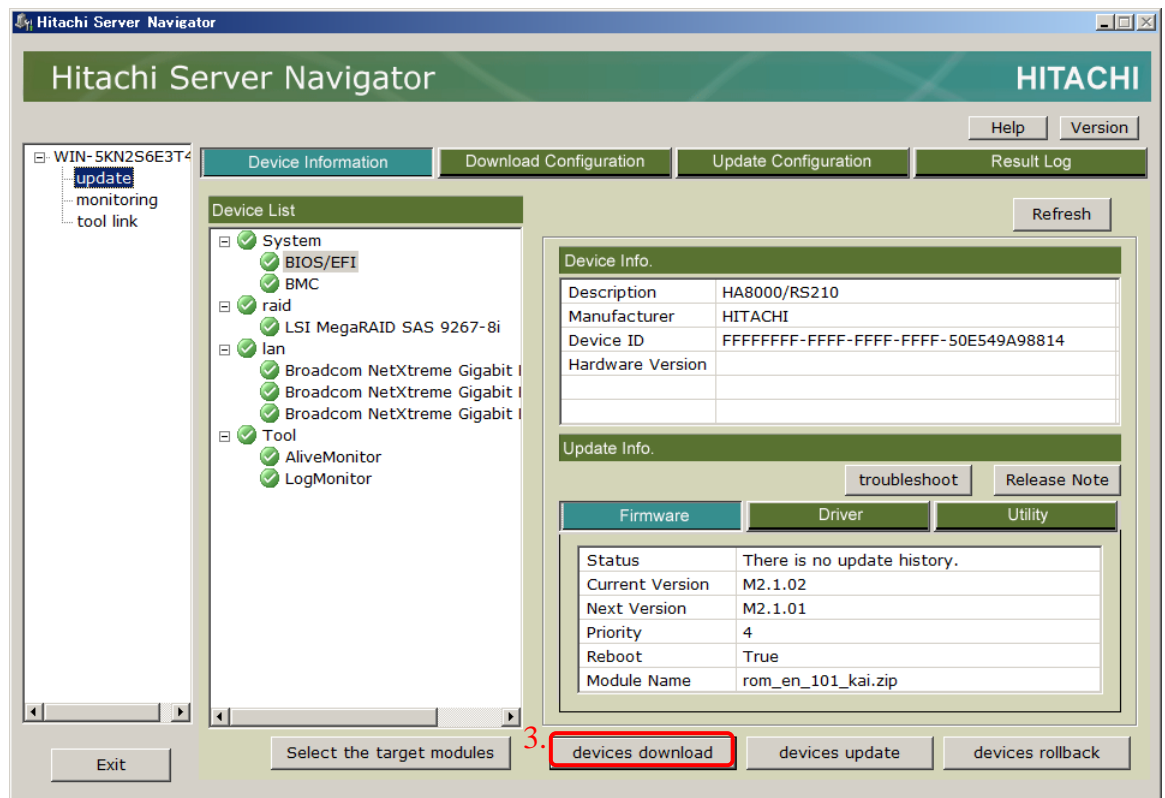 Hitachi Server Navigator
Hitachi Server Navigator
HITACHI
Help
Version
WIN-5KN2S6E3T4
update
monitoring
tool link
Device Information
Download Configuration
Update Configuration
Result Log
Device List
Refresh
System
BIOS/EFI
BMC
raid
LSI MegaRAID SAS 9267-8i
lan
Broadcom NetXtreme Gigabit
Broadcom NetXtreme Gigabit
Broadcom NetXtreme Gigabit
Tool
AliveMonitor
LogMonitor
Device Info.
Description HA8000/RS210
Manufacturer HITACHI
Device ID FFFFFFFF-FFFF-FFFF-FFFF-50E549A98814
Hardware Version
Update Info.
troubleshoot
Release Note
Firmware
Driver
Utility
Status There is no update history.
Current Version M2.1.02
Next Version M2.1.01
Priority 4
Reboot True
Module Name rom_en_101_kai.zip
Exit
Select the target modules
3.
devices download
devices update
devices rollback